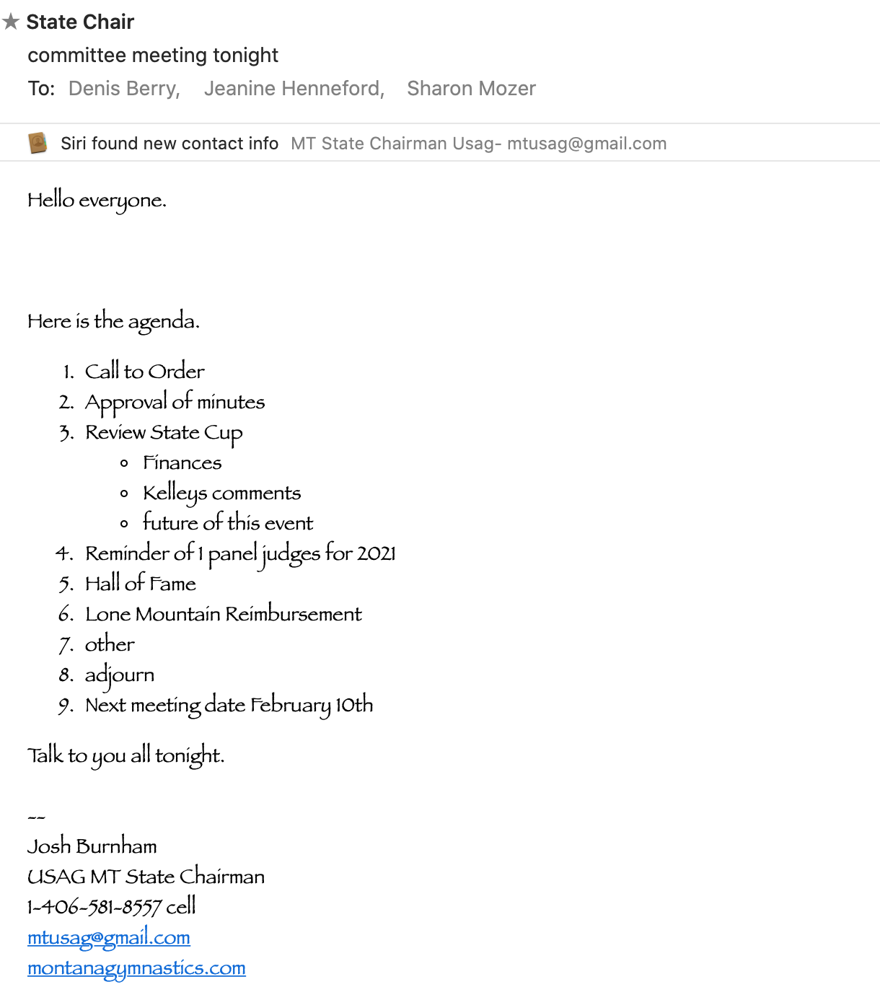 ★ State Chair
committee meeting tonight
To: Denis Berry, Jeanine Henneford, Sharon Mozer
Siri found new contact info MT State Chairman Usag- mtusag@gmail.com
Hello everyone.
Here is the agenda.
1. Call to Order
2. Approval of minutes
3. Review State Cup
◦ Finances
◦ Kelleys comments
◦ future of this event
4. Reminder of 1 panel judges for 2021
5. Hall of Fame
6. Lone Mountain Reimbursement
7. other
8. adjourn
9. Next meeting date February 10th
Talk to you all tonight.
--
Josh Burnham
USAG MT State Chairman
1-406-581-8557 cell
mtusag@gmail.com
montanagymnastics.com